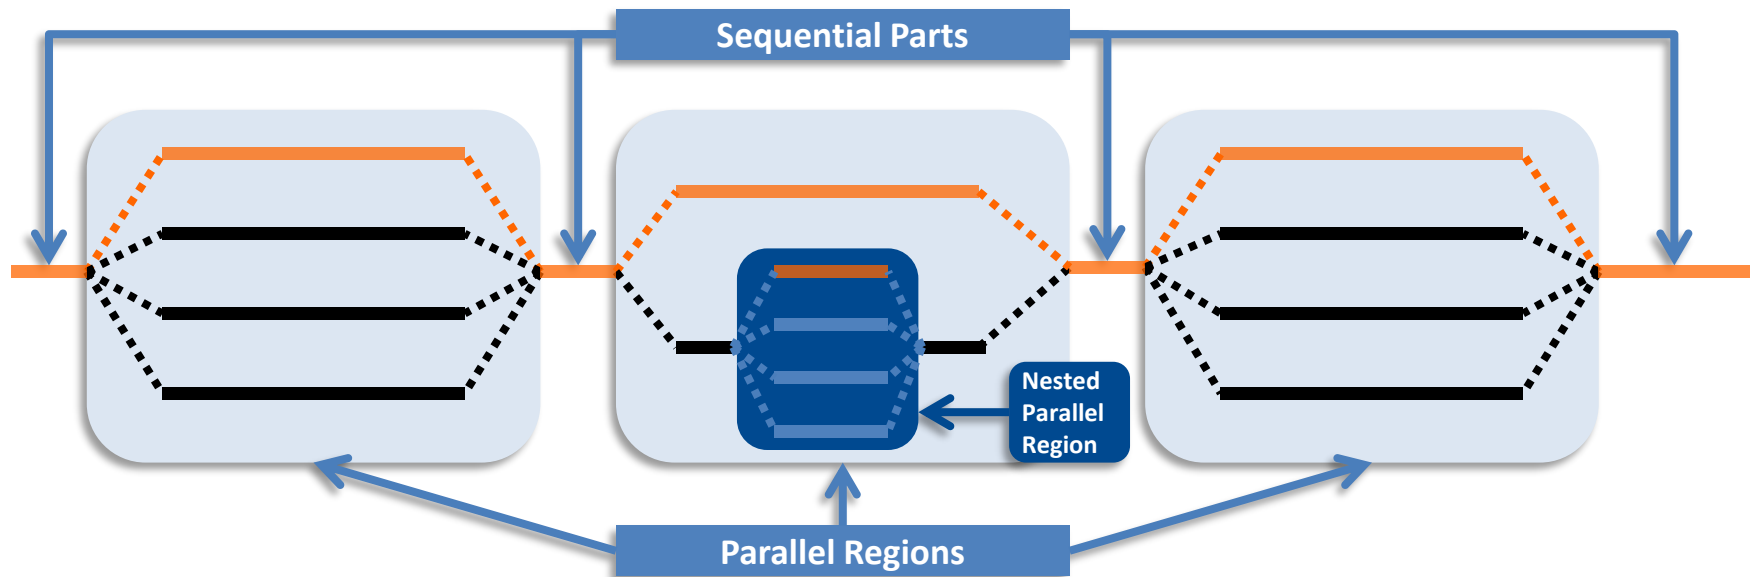 Sequential Parts
Nested
Parallel
Region
Parallel Regions